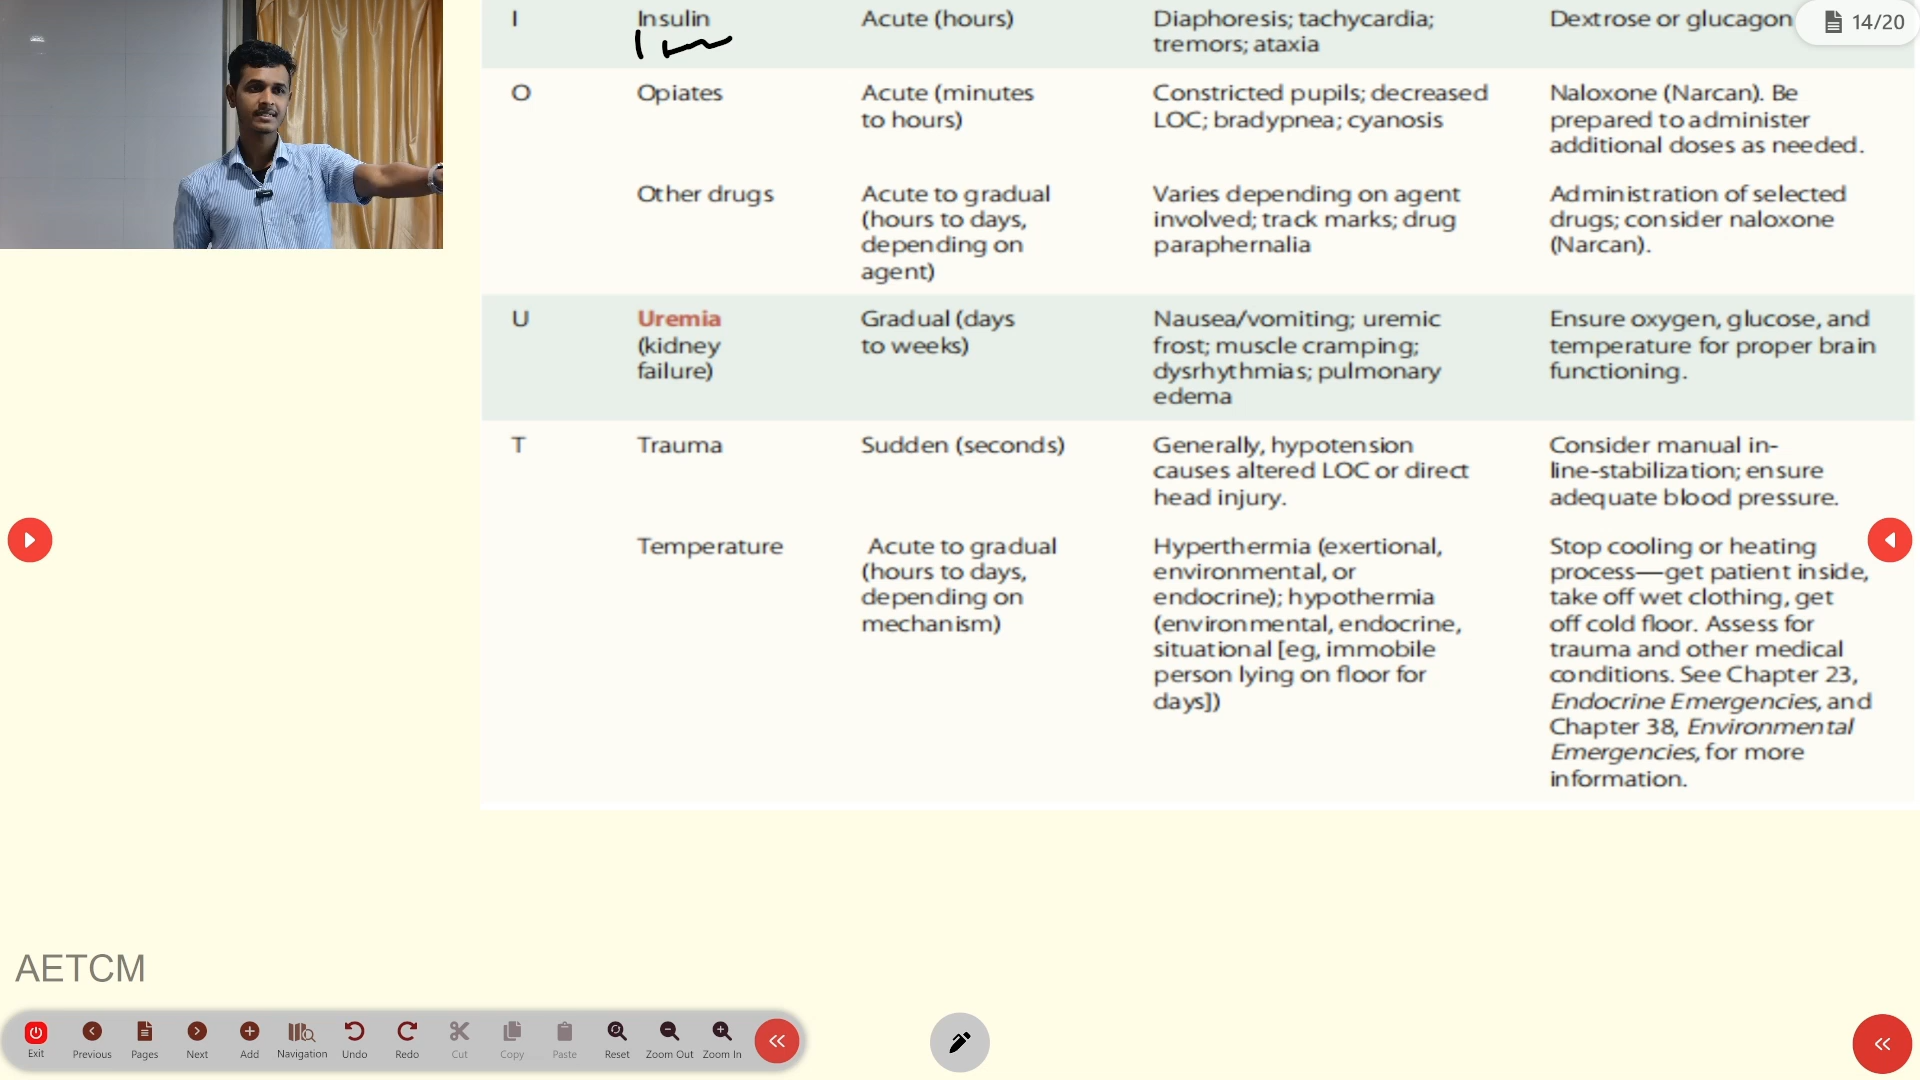 I Insulin Acute (hours) Diaphoresis; tachycardia; Dextrose or glucagon
tremors; ataxia
14/20
O Opiates Acute (minutes Constricted pupils; decreased Naloxone (Narcan). Be
to hours) LOC; bradypnea; cyanosis prepared to administer
additional doses as needed.
Other drugs Acute to gradual Varies depending on agent Administration of selected
(hours to days, involved; track marks; drug drugs; consider naloxone
depending on paraphernalia (Narcan).
agent)
U Uremia Gradual (days Nausea/vomiting; uremic Ensure oxygen, glucose, and
(kidney to weeks) frost; muscle cramping; temperature for proper brain
failure) dysrhythmias; pulmonary functioning.
edema
T Trauma Sudden (seconds) Generally, hypotension Consider manual in-
causes altered LOC or direct line-stabilization; ensure
head injury. adequate blood pressure.
Temperature Acute to gradual Hyperthermia (exertional, Stop cooling or heating
(hours to days, environmental, or process—get patient inside,
depending on endocrine); hypothermia take off wet clothing, get
mechanism) (environmental, endocrine, off cold floor. Assess for
situational [eg, immobile trauma and other medical
person lying on floor for conditions. See Chapter 23,
days]) Endocrine Emergencies, and
Chapter 38, Environmental
Emergencies, for more
information.
AETCM
Exit Previous Pages Next Add Navigation Undo Redo Cut Copy Paste Reset Zoom Out Zoom In